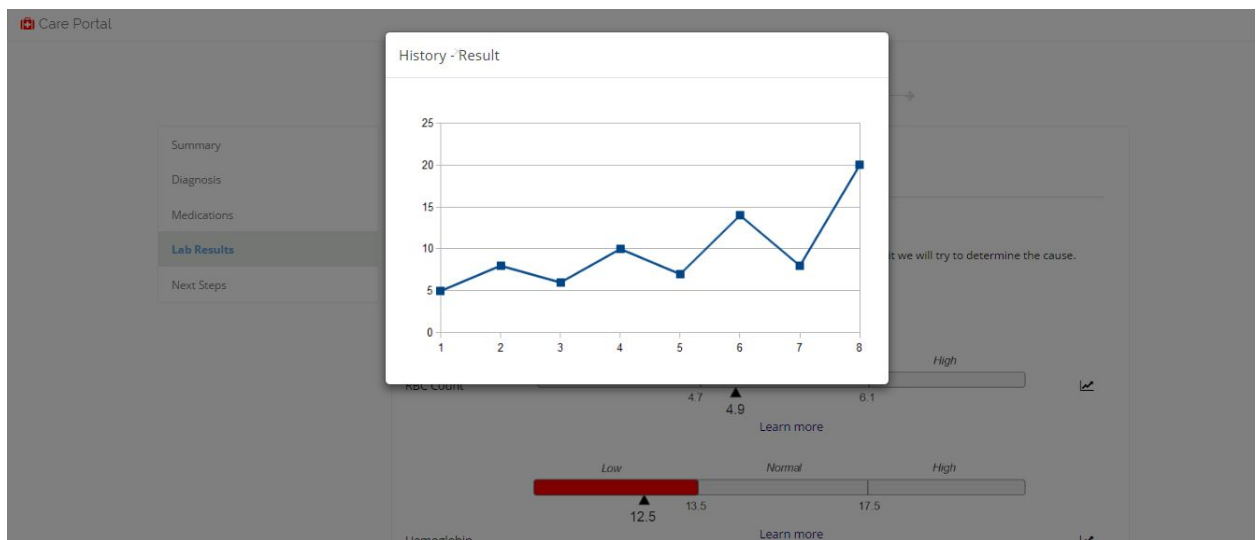 Care Portal
History - Result
25
20
15
10
5
0
1 2 3 4 5 6 7 8
Summary
Diagnosis
Medications
Lab Results
Next Steps
we will try to determine the cause.
High
RBC Count
4.7 6.1
4.9
Learn more
Low Normal High
13.5 17.5
12.5
Learn more
Hemoglobin